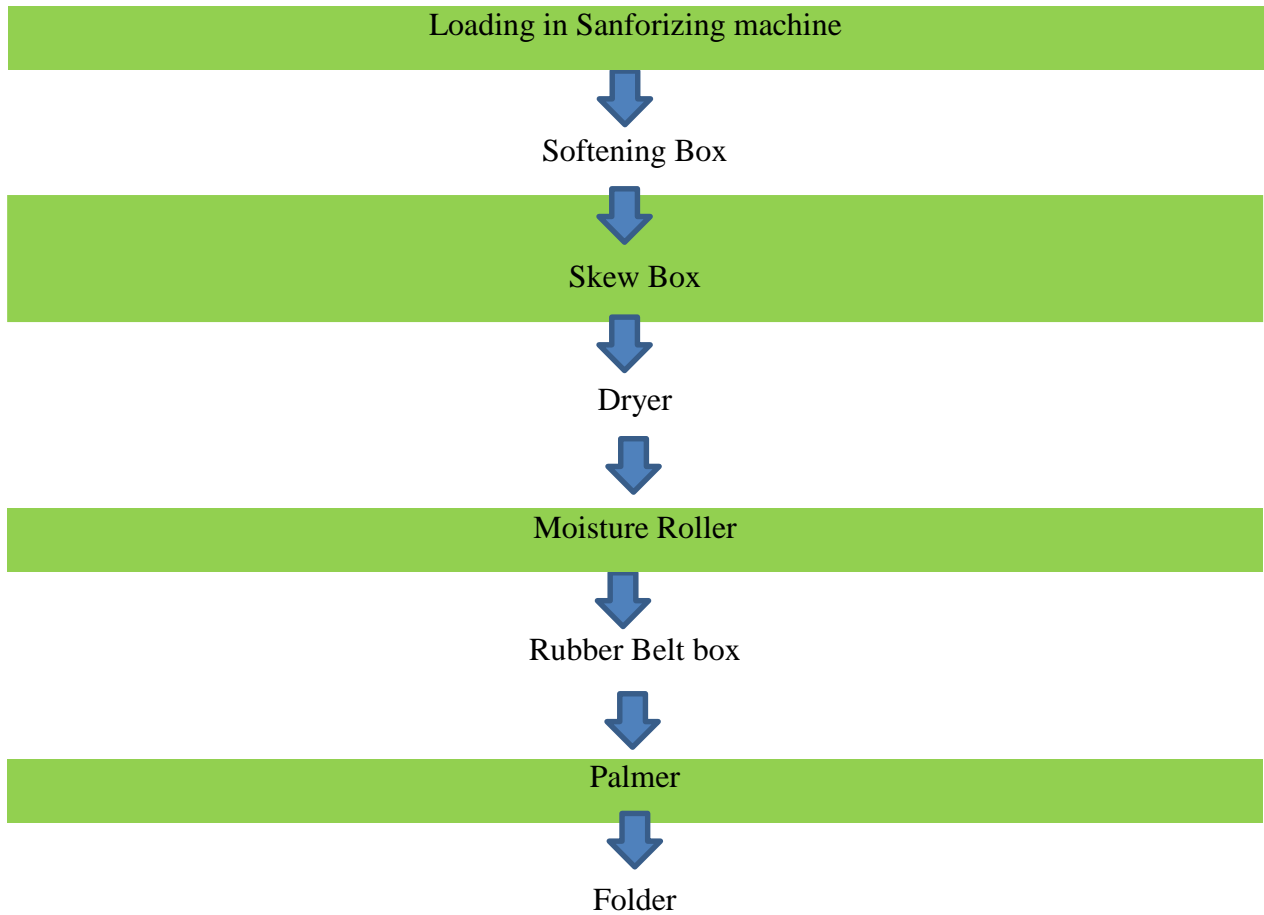 Loading in Sanforizing machine
Softening Box
Skew Box
Dryer
Moisture Roller
Rubber Belt box
Palmer
Folder